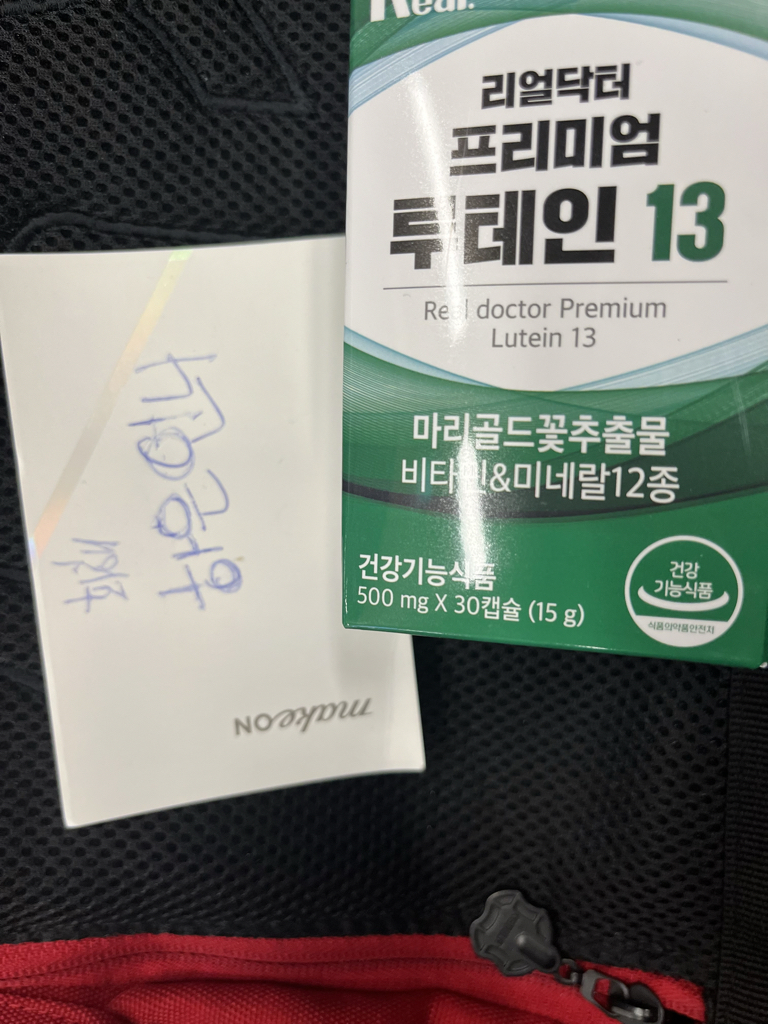 Real.
리얼닥터
프리미엄
루테인 13
Real doctor Premium
Lutein 13
마리골드꽃추출물
비타민&미네랄12종
건강기능식품
500 mg X 30캡슐 (15 g)
건강
기능식품
식품의약품안전처
makeON